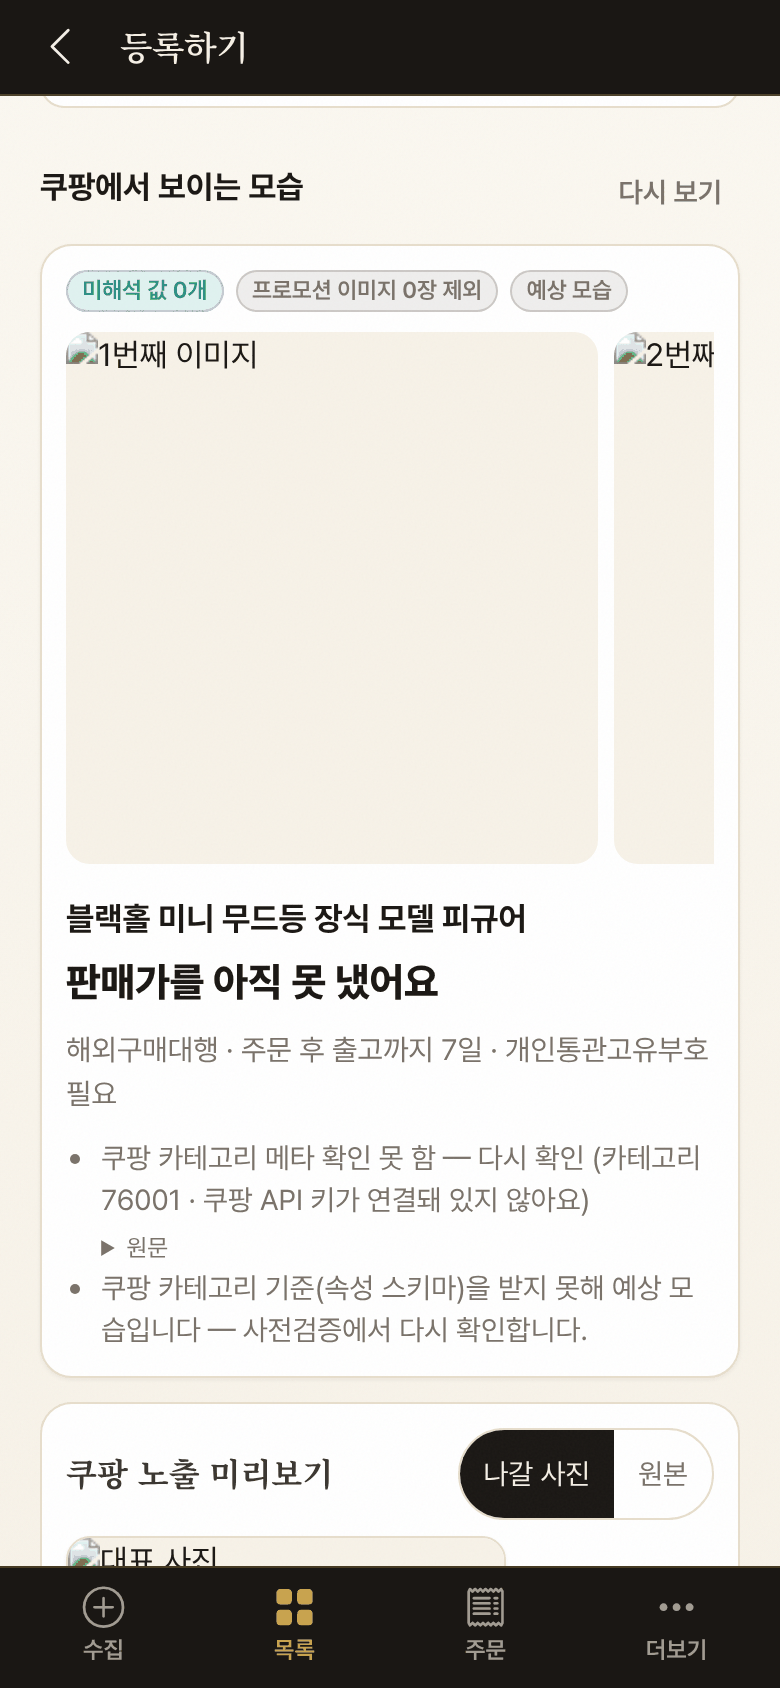 등록하기
쿠팡에서 보이는 모습
다시 보기
미해석 값 0개
프로모션 이미지 0장 제외
예상 모습
1번째 이미지
2번째
블랙홀 미니 무드등 장식 모델 피규어
판매가를 아직 못 냈어요
해외구매대행 · 주문 후 출고까지 7일 · 개인통관고유부호
필요
쿠팡 카테고리 메타 확인 못 함 — 다시 확인 (카테고리
76001 · 쿠팡 API 키가 연결돼 있지 않아요)
원문
쿠팡 카테고리 기준(속성 스키마)을 받지 못해 예상 모
습입니다 — 사전검증에서 다시 확인합니다.
쿠팡 노출 미리보기
나갈 사진
원본
대표 사진
수집
목록
주문
더보기